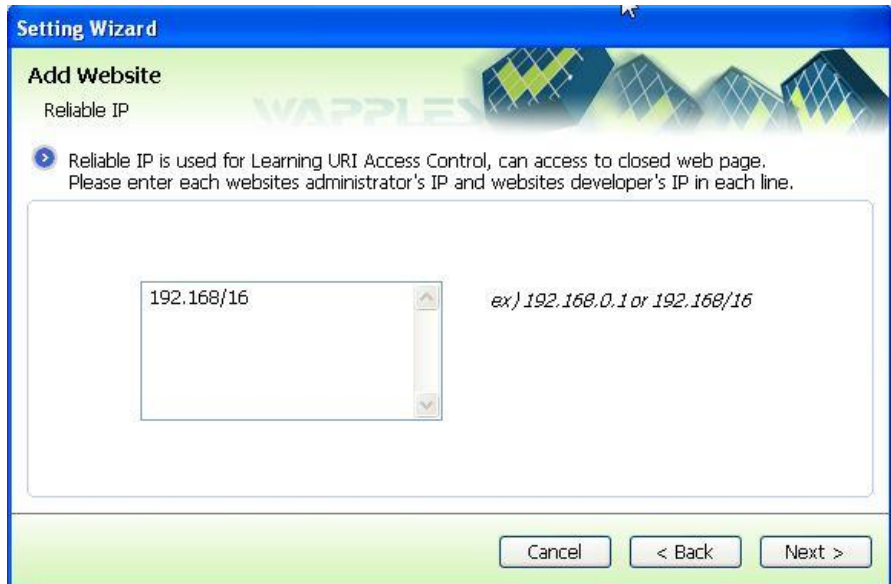 Setting Wizard
Add Website
Reliable IP
WAPPLES
Reliable IP is used for Learning URI Access Control, can access to closed web page.
Please enter each websites administrator's IP and websites developer's IP in each line.
192.168/16
ex) 192.168.0.1 or 192.168/16
Cancel
< Back
Next >